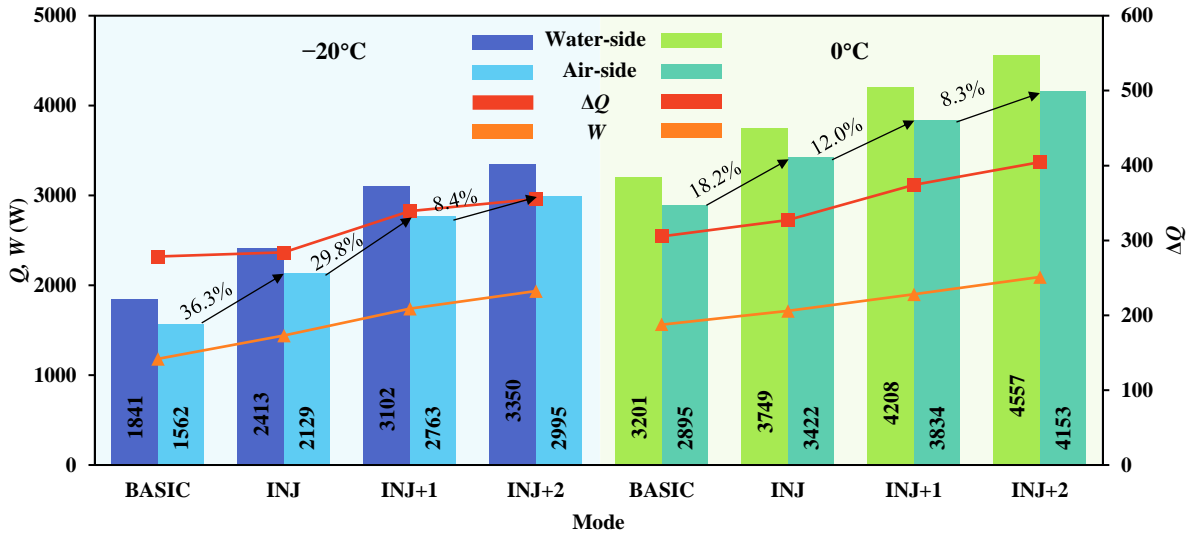 5000
4000
3000
2000
1000
0
Q, W (W)
600
500
400
300
200
100
0
ΔQ
−20°C
0°C
Water-side
Air-side
ΔQ
W
36.3%
29.8%
8.4%
18.2%
12.0%
8.3%
1841
1562
2413
2129
3102
2763
3350
2995
3201
2895
3749
3422
4208
3834
4557
4153
BASIC
INJ
INJ+1
INJ+2
BASIC
INJ
INJ+1
INJ+2
Mode